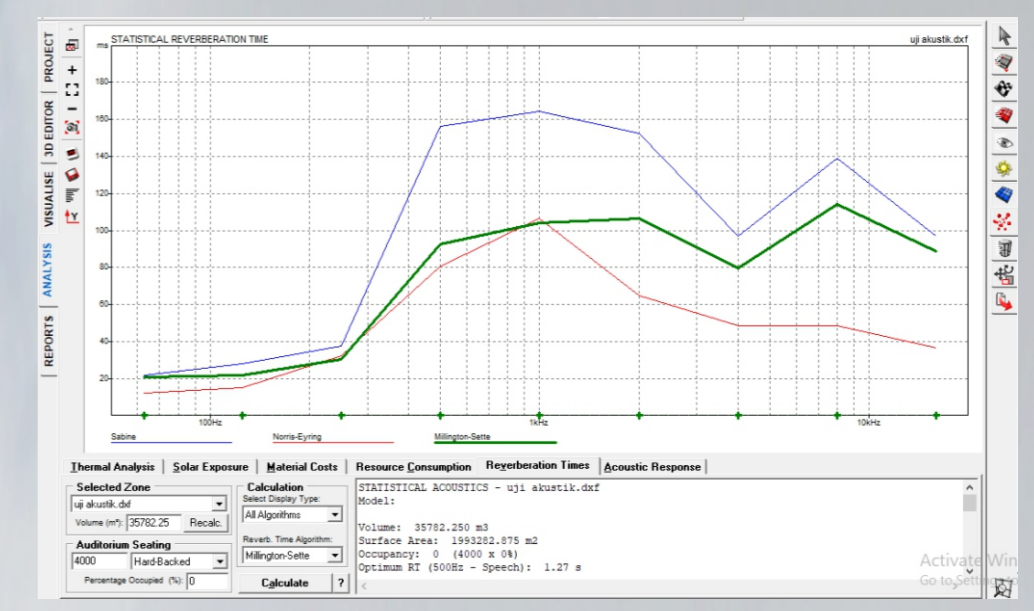 STATISTICAL REVERBERATION TIME
uji akustik.dxf
ms
180
160
140
120
100
80
60
40
20
100Hz
1kHz
10kHz
Sabine
Norris-Eyring
Millington-Sette
PROJECT
3D EDITOR
VISUALISE
ANALYSIS
REPORTS
Thermal Analysis
Solar Exposure
Material Costs
Resource Consumption
Reverberation Times
Acoustic Response
Selected Zone
uji akustik.dxf
Volume (m³): 35782.25 Recalc.
Auditorium Seating
4000 Hard-Backed
Percentage Occupied (%): 0
Calculation
Select Display Type:
All Algorithms
Reverb. Time Algorithm:
Millington-Sette
Calculate ?
STATISTICAL ACOUSTICS - uji akustik.dxf
Model:
Volume: 35782.250 m3
Surface Area: 1993282.875 m2
Occupancy: 0 (4000 x 0%)
Optimum RT (500Hz - Speech): 1.27 s
Activate Win